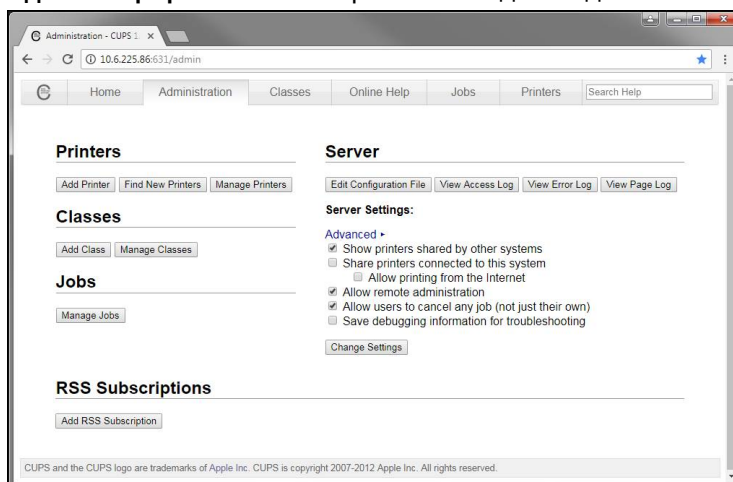 Administration - CUPS 1
10.6.225.86:631/admin
Home Administration Classes Online Help Jobs Printers Search Help
Printers
Add Printer Find New Printers Manage Printers
Classes
Add Class Manage Classes
Jobs
Manage Jobs
Server
Edit Configuration File View Access Log View Error Log View Page Log
Server Settings:
Advanced
Show printers shared by other systems
Share printers connected to this system
Allow printing from the Internet
Allow remote administration
Allow users to cancel any job (not just their own)
Save debugging information for troubleshooting
Change Settings
RSS Subscriptions
Add RSS Subscription
CUPS and the CUPS logo are trademarks of Apple Inc. CUPS is copyright 2007-2012 Apple Inc. All rights reserved.